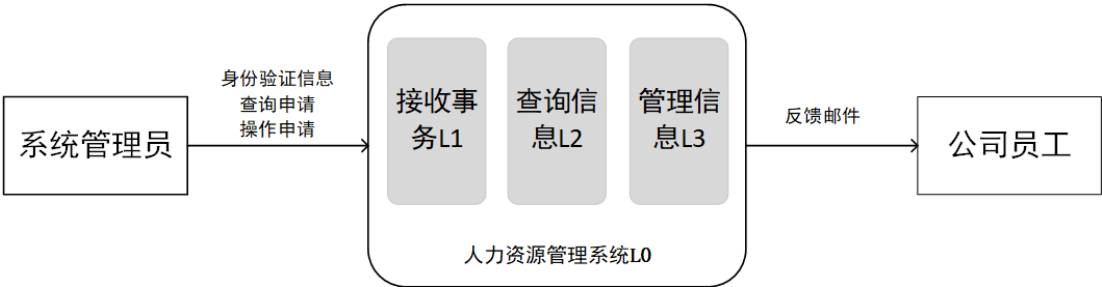 系统管理员
身份验证信息
查询申请
操作申请
接收事
务L1
查询信
息L2
管理信
息L3
人力资源管理系统L0
反馈邮件
公司员工